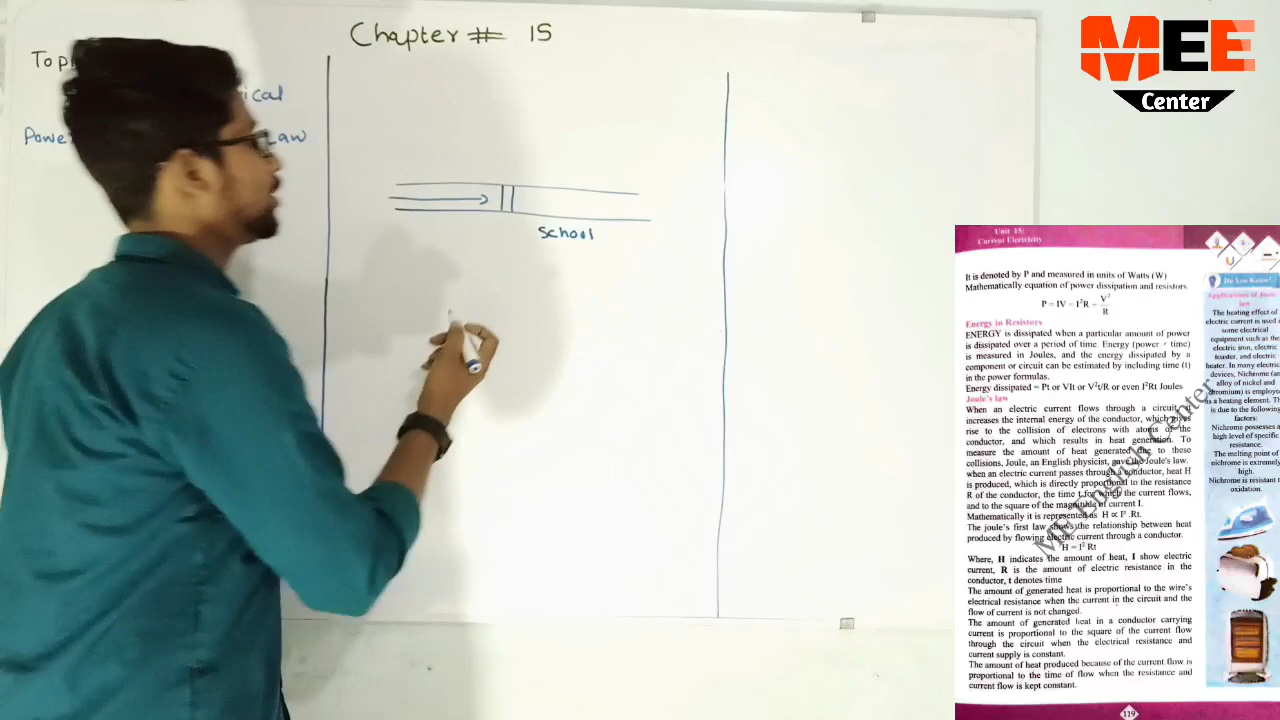 Chapter # 15
ical
Law
School
MEE
Center
Unit 15:
Current Electricity
It is denoted by P and measured in units of Watts (W)
Mathematically equation of power dissipation and resistors
P = IV = I²R = V²/R
Energy in Resistors
ENERGY is dissipated when a particular amount of power
is dissipated over a period of time. Energy (power × time)
is measured in Joules, and the energy dissipated by a
component or circuit can be estimated by including time (t)
in the power formulas.
Energy dissipated = Pt or VIt or V²t/R or even I²Rt Joules
Joule's law
When an electric current flows through a circuit, it
increases the internal energy of the conductor, which gives
rise to the collision of electrons with atoms of the
conductor, and which results in heat generation. To
measure the amount of heat generated due to these
collisions, Joule, an English physicist, gave us Joule's law.
when an electric current passes through a conductor, heat H
is produced, which is directly proportional to the resistance
R of the conductor, the time t for which the current flows,
and to the square of the magnitude of current I.
Mathematically it is represented as H ∝ I² .Rt.
The joule's first law shows the relationship between heat
produced by flowing electric current through a conductor.
H = I² Rt
Where, H indicates the amount of heat, I show electric
current, R is the amount of electric resistance in the
conductor, t denotes time
The amount of generated heat is proportional to the wire's
electrical resistance when the current in the circuit and the
flow of current is not changed.
The amount of generated heat in a conductor carrying
current is proportional to the square of the current flow
through the circuit when the electrical resistance and
current supply is constant.
The amount of heat produced because of the current flow is
proportional to the time of flow when the resistance and
current flow is kept constant.
119
Do You Know!
Application of Joule
law
The heating effect of
electric current is used
some electrical
equipment such as the
electric iron, electric
toaster, and electric
heater. In many electric
devices, Nichrome (an
alloy of nickel and
chromium) is employe
as a heating element. Th
is due to the following
factors:
Nichrome possesses a
high level of specific
resistance.
The melting point of
nichrome is extremely
high.
Nichrome is resistant t
oxidation.
ME English Center